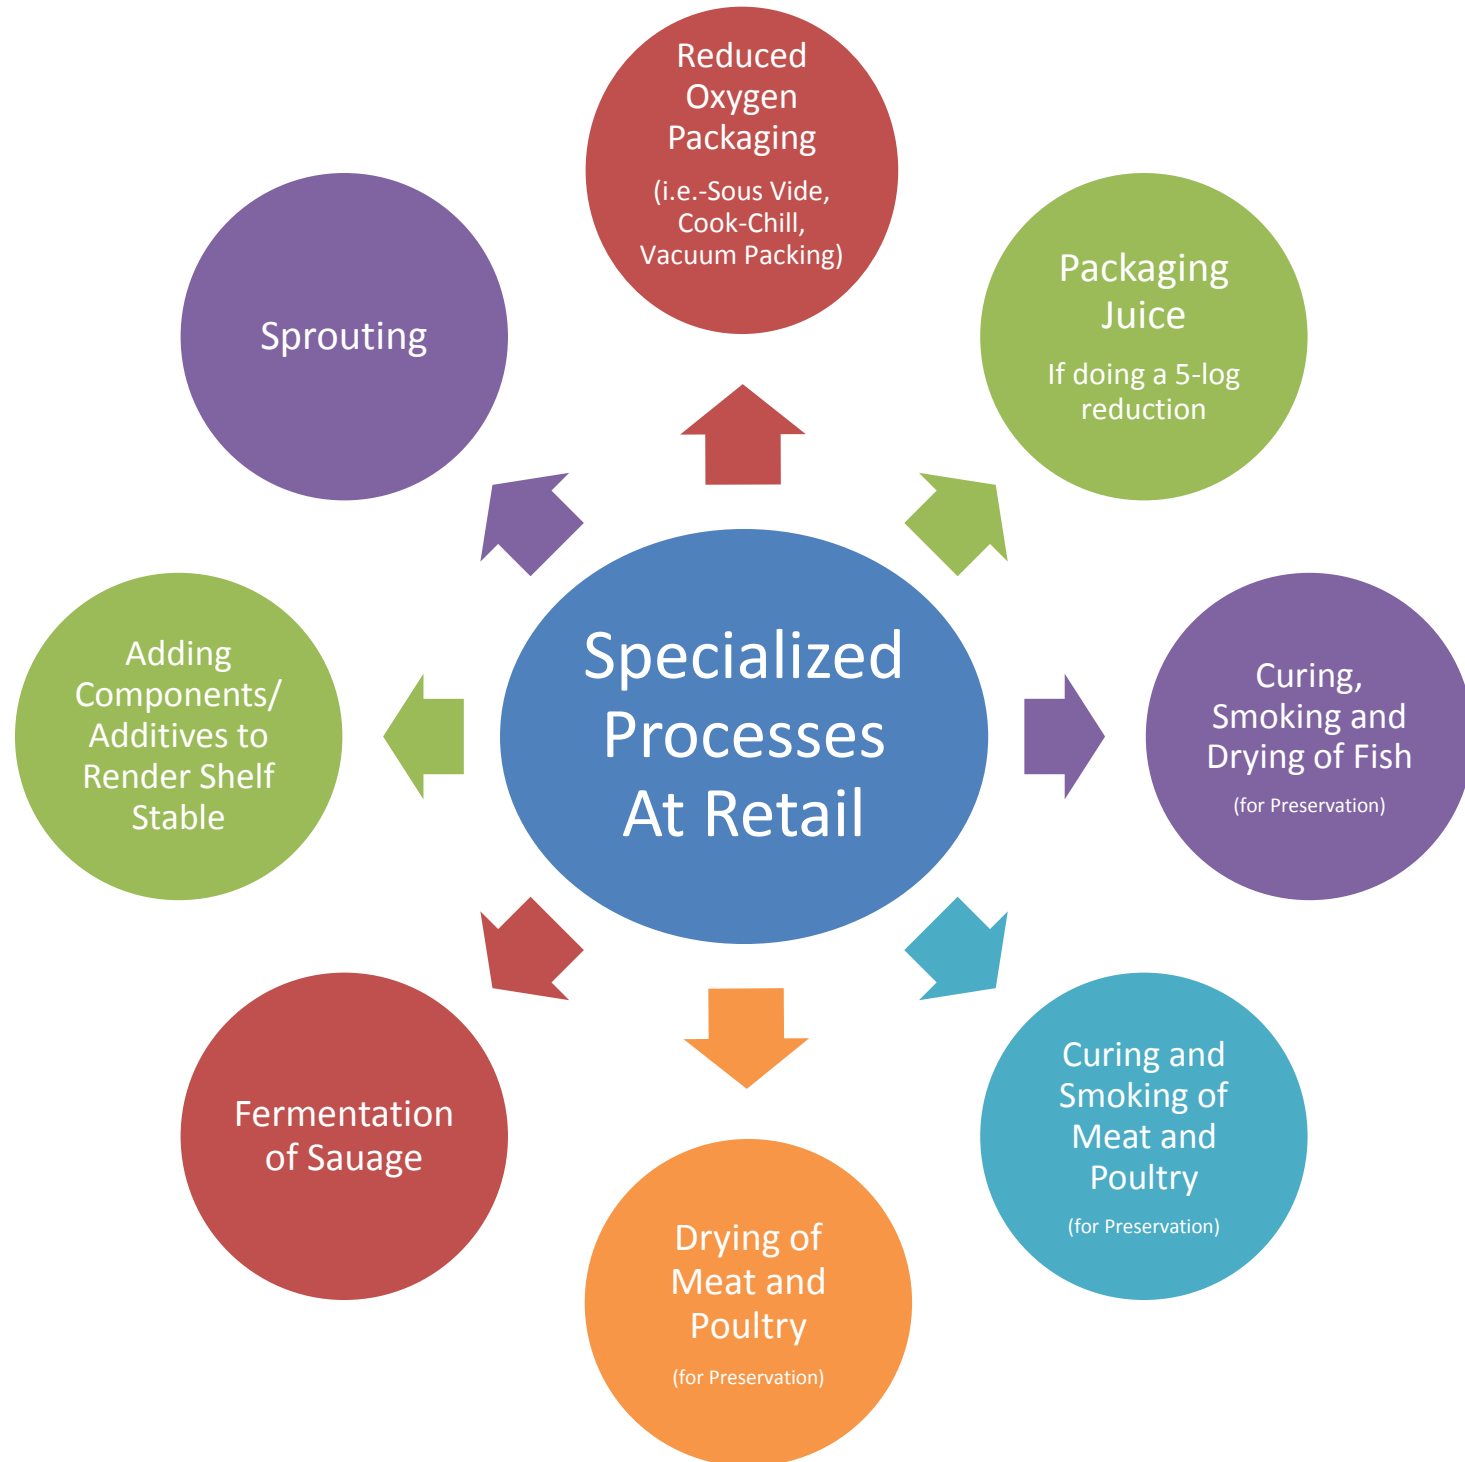 Reduced
Oxygen
Packaging
(i.e.-Sous Vide,
Cook-Chill,
Vacuum Packing)
Packaging
Juice
If doing a 5-log
reduction
Curing,
Smoking and
Drying of Fish
(for Preservation)
Curing and
Smoking of
Meat and
Poultry
(for Preservation)
Drying of
Meat and
Poultry
(for Preservation)
Fermentation
of Sauage
Adding
Components/
Additives to
Render Shelf
Stable
Sprouting
Specialized
Processes
At Retail